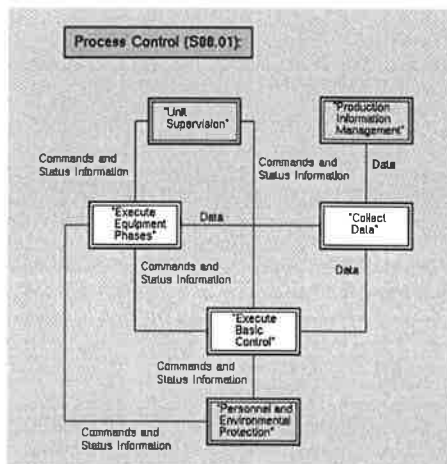 Process Control (S88.01):
"Unit
Supervision"
"Production
Information
Management"
Commands and
Status Information
Commands and
Status Information
Data
"Execute
Equipment
Phases"
Data
"Collect
Data"
Commands and
Status Information
Data
"Execute
Basic
Control"
Commands and
Status Information
"Personnel and
Environmental
Protection"
Commands and
Status Information